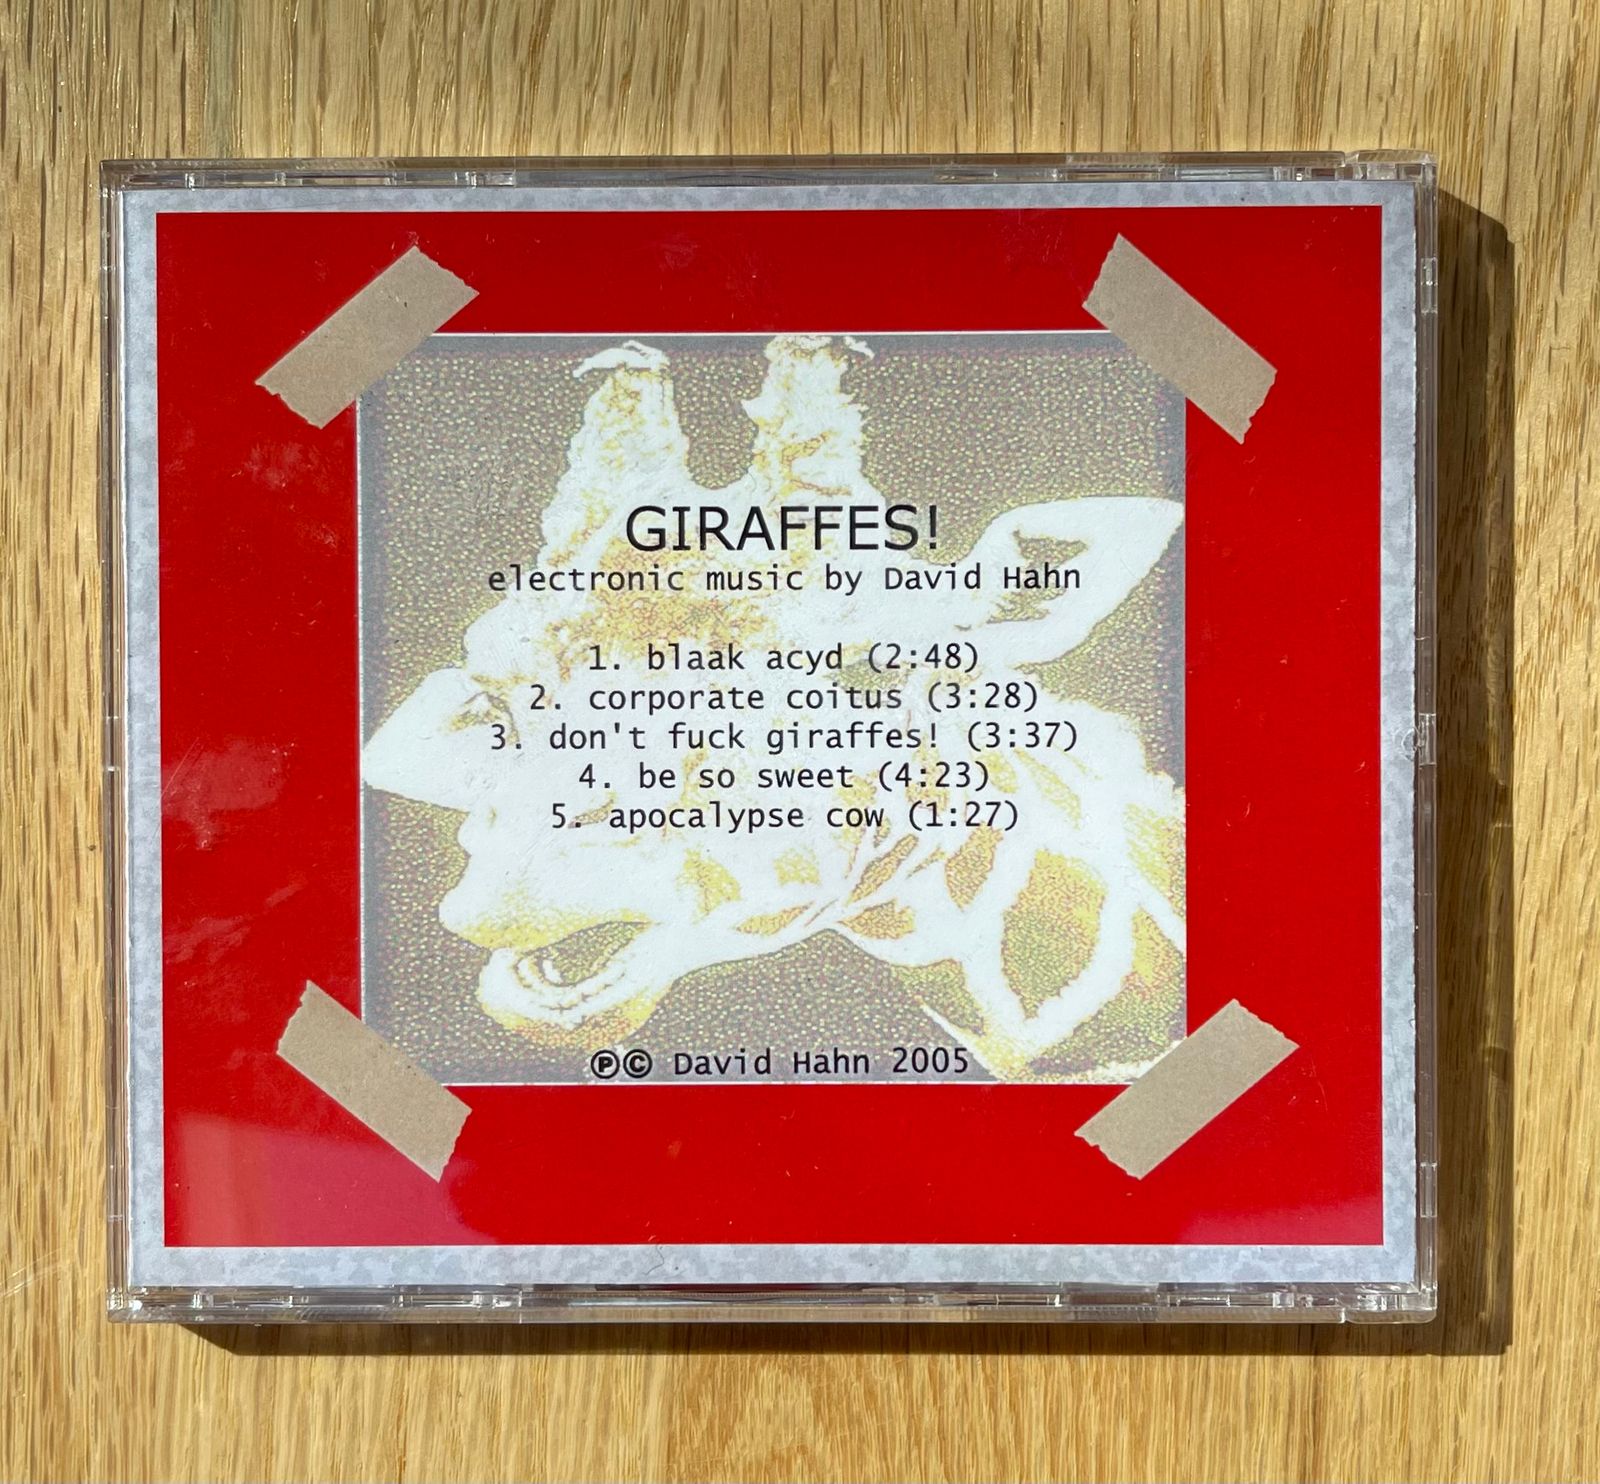 GIRAFFES!
electronic music by David Hahn
1. blaak acyd (2:48)
2. corporate coitus (3:28)
3. don't fuck giraffes! (3:37)
4. be so sweet (4:23)
5. apocalypse cow (1:27)
℗© David Hahn 2005